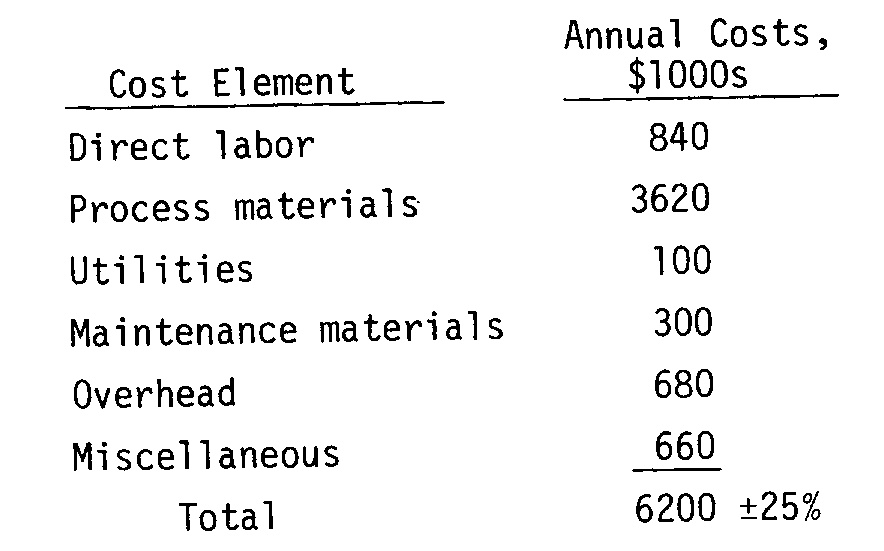 Annual Costs,
Cost Element $1000s
Direct labor 840
Process materials 3620
Utilities 100
Maintenance materials 300
Overhead 680
Miscellaneous 660
Total 6200 ±25%